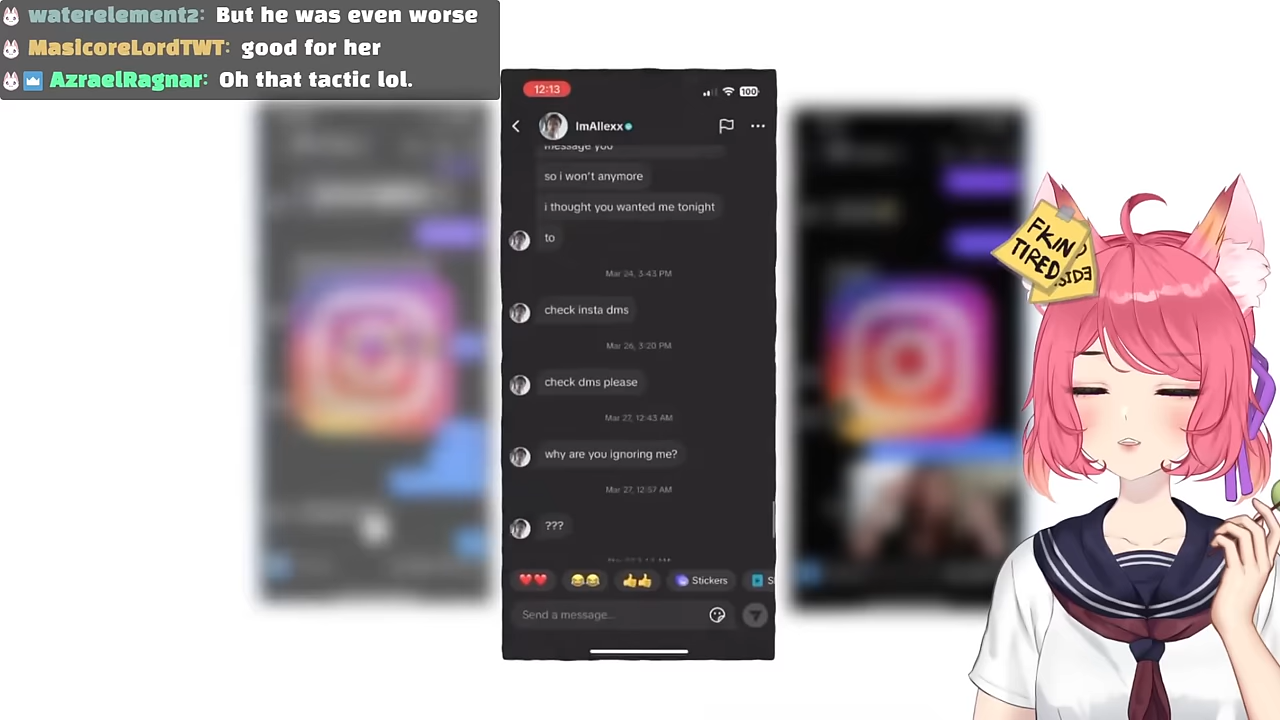 waterelement2: But he was even worse
MasicoreLordTWT: good for her
AzraelRagnar: Oh that tactic lol.
12:13
100
ImAllexx
message you
so i won't anymore
i thought you wanted me tonight
to
Mar 24, 3:43 PM
check insta dms
Mar 26, 3:20 PM
check dms please
Mar 27, 12:43 AM
why are you ignoring me?
Mar 27, 12:57 AM
???
Stickers
Send a message...
FKIN
TIRED